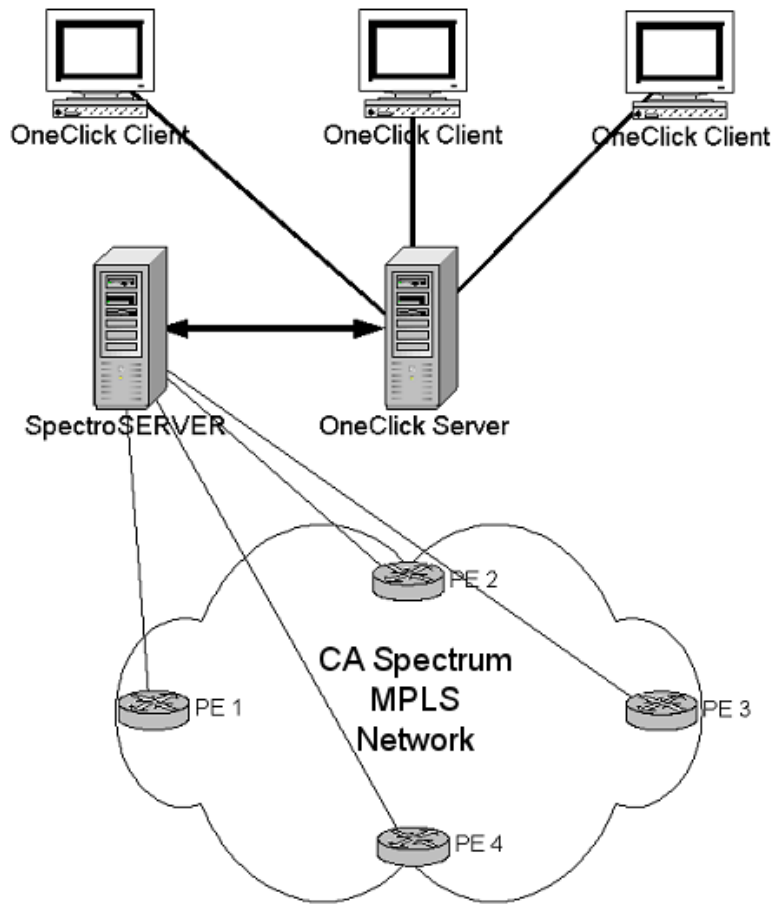 OneClick Client
OneClick Client
OneClick Client
SpectroSERVER
OneClick Server
PE 2
CA Spectrum
MPLS
Network
PE 1
PE 3
PE 4